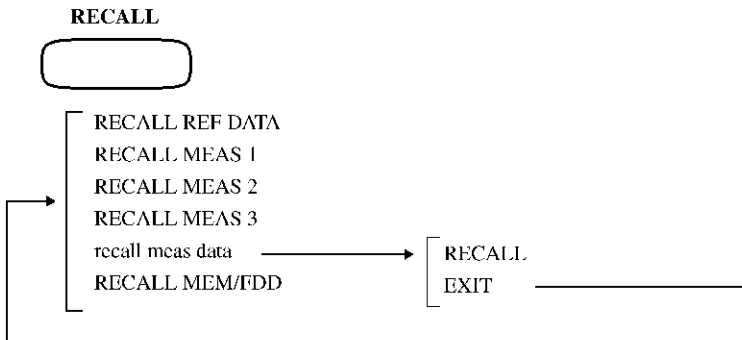 RECALL
RECALL REF DATA
RECALL MEAS 1
RECALL MEAS 2
RECALL MEAS 3
recall meas data
RECALL MEM/FDD
RECALL
EXIT